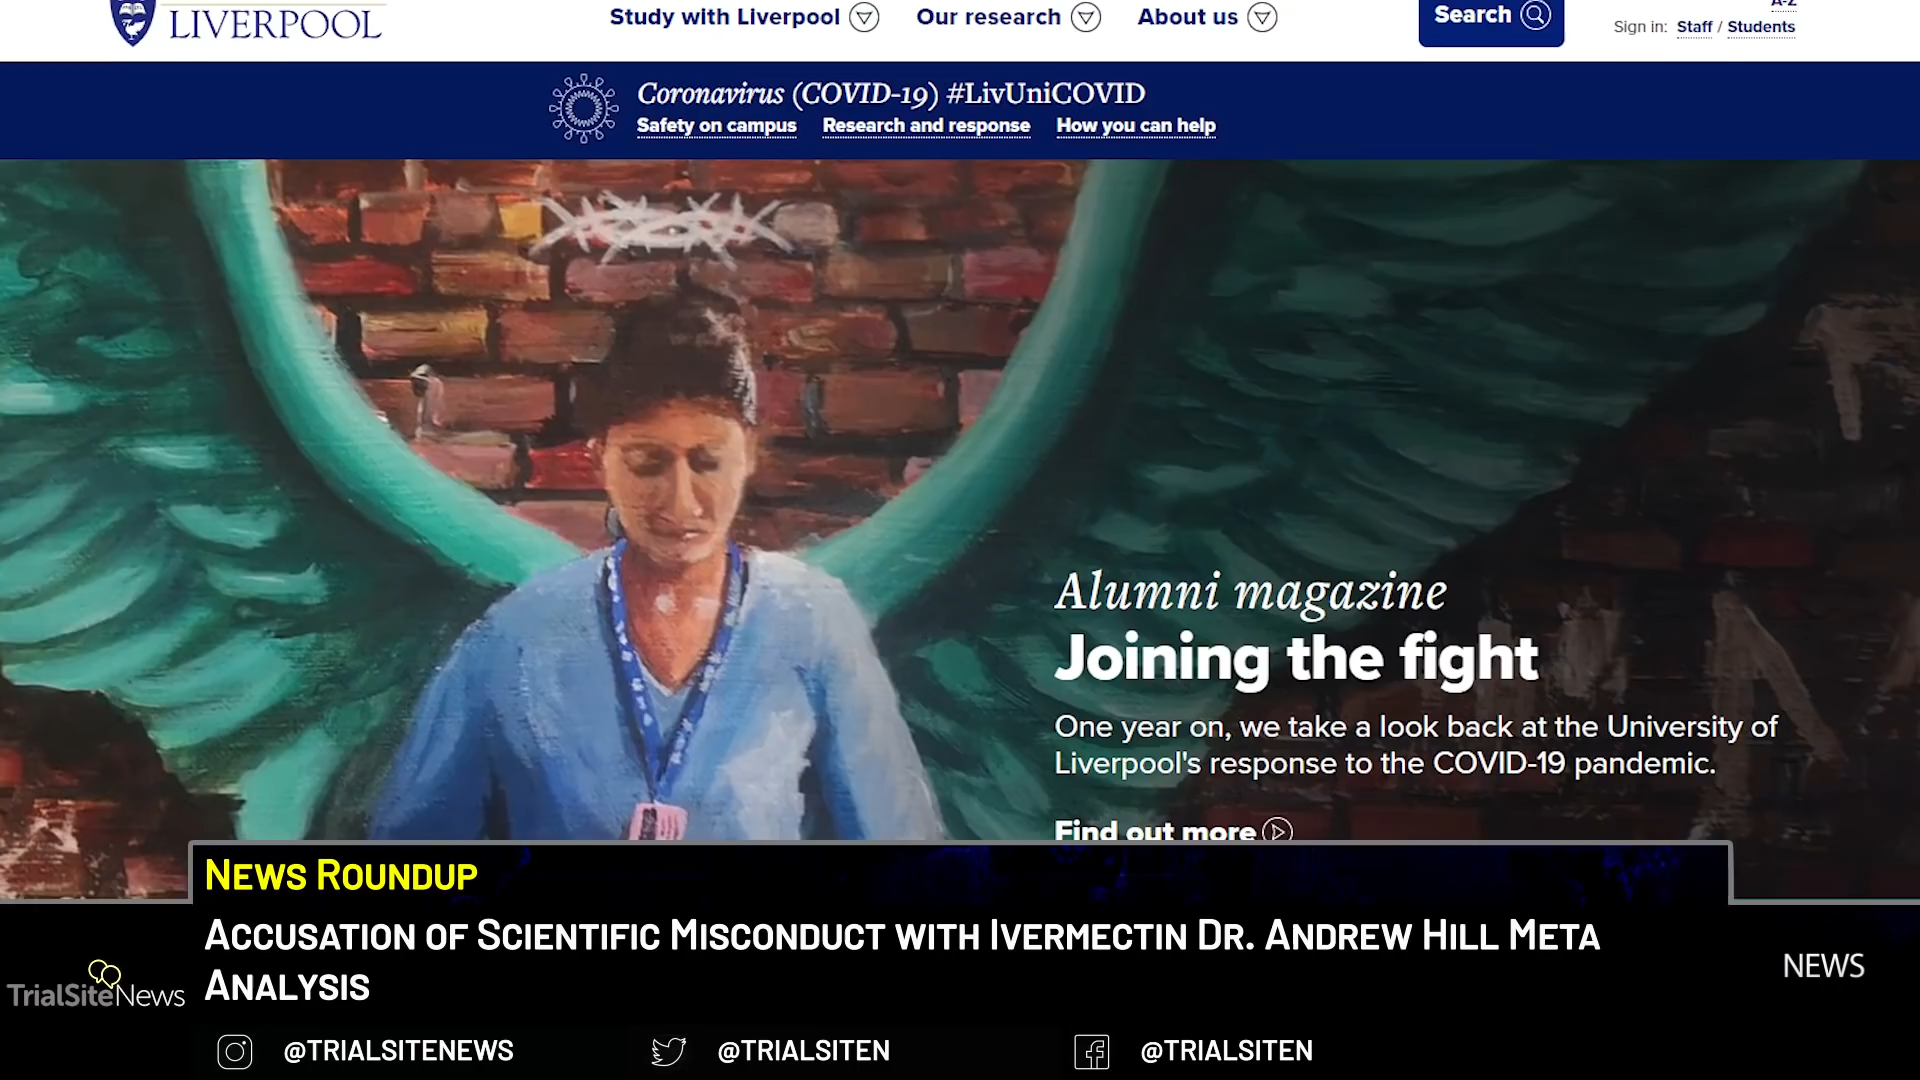 LIVERPOOL
Study with Liverpool
Our research
About us
Search
A-Z
Sign in: Staff / Students
Coronavirus (COVID-19) #LivUniCOVID
Safety on campus Research and response How you can help
Alumni magazine
Joining the fight
One year on, we take a look back at the University of
Liverpool's response to the COVID-19 pandemic.
Find out more
NEWS ROUNDUP
ACCUSATION OF SCIENTIFIC MISCONDUCT WITH IVERMECTIN DR. ANDREW HILL META
ANALYSIS
TrialSiteNews
NEWS
@TRIALSITENEWS
@TRIALSITEN
@TRIALSITEN